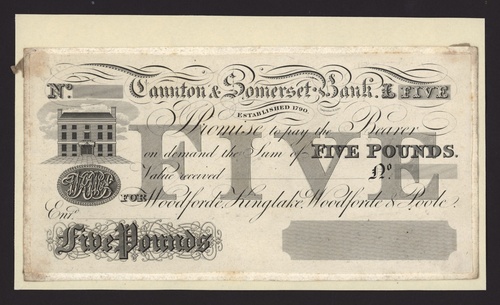 No. Taunton & Somerset Bank. £ FIVE
ESTABLISHED 1790.
FIVE
I Promise to pay the Bearer
on demand the Sum of FIVE POUNDS.
Value received No.
FOR Woodforde, Kinglake, Woodforde & Poole.
Entd.
Five Pounds